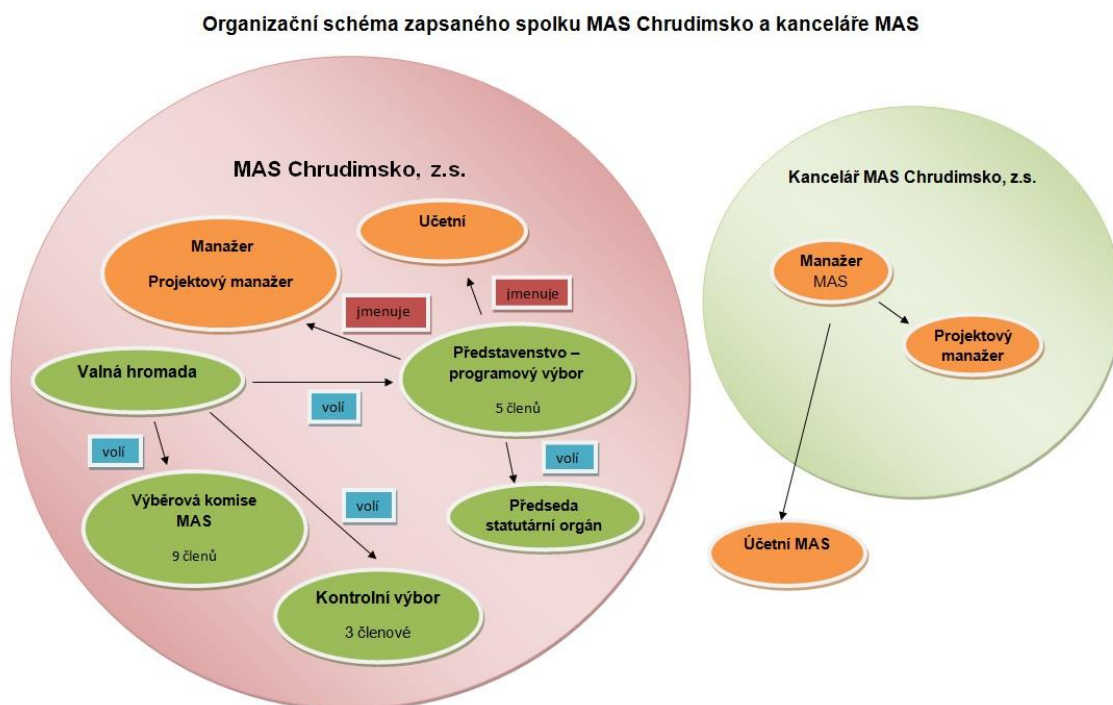 Organizační schéma zapsaného spolku MAS Chrudimsko a kanceláře MAS
MAS Chrudimsko, z.s.
Učetní
Manažer
Projektový manažer
jmenuje
jmenuje
Valná hromada
Představenstvo –
programový výbor
5 členů
volí
volí
volí
Výběrová komise
MAS
9 členů
volí
Předseda
statutární orgán
Kontrolní výbor
3 členové
Kancelář MAS Chrudimsko, z.s.
Manažer
MAS
Projektový
manažer
Účetní MAS